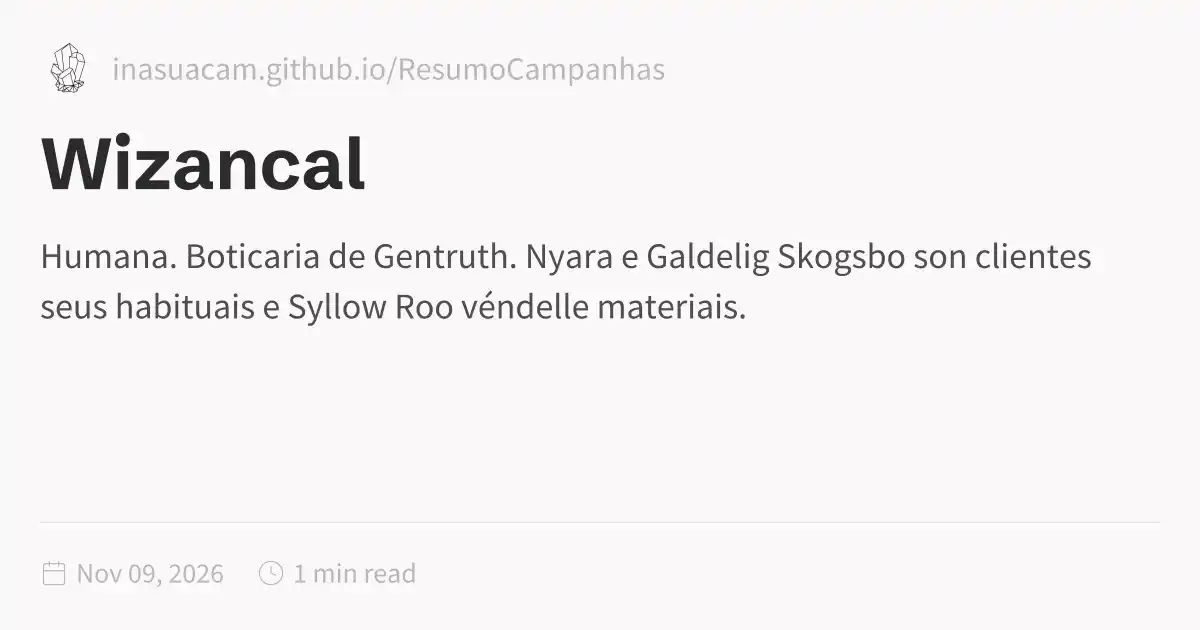 inasuacam.github.io/ResumoCampanhas
Wizancal
Humana. Boticaria de Gentruth. Nyara e Galdelig Skogsbo son clientes
seus habituais e Syllow Roo véndelle materiais.
Nov 09, 2026 1 min read